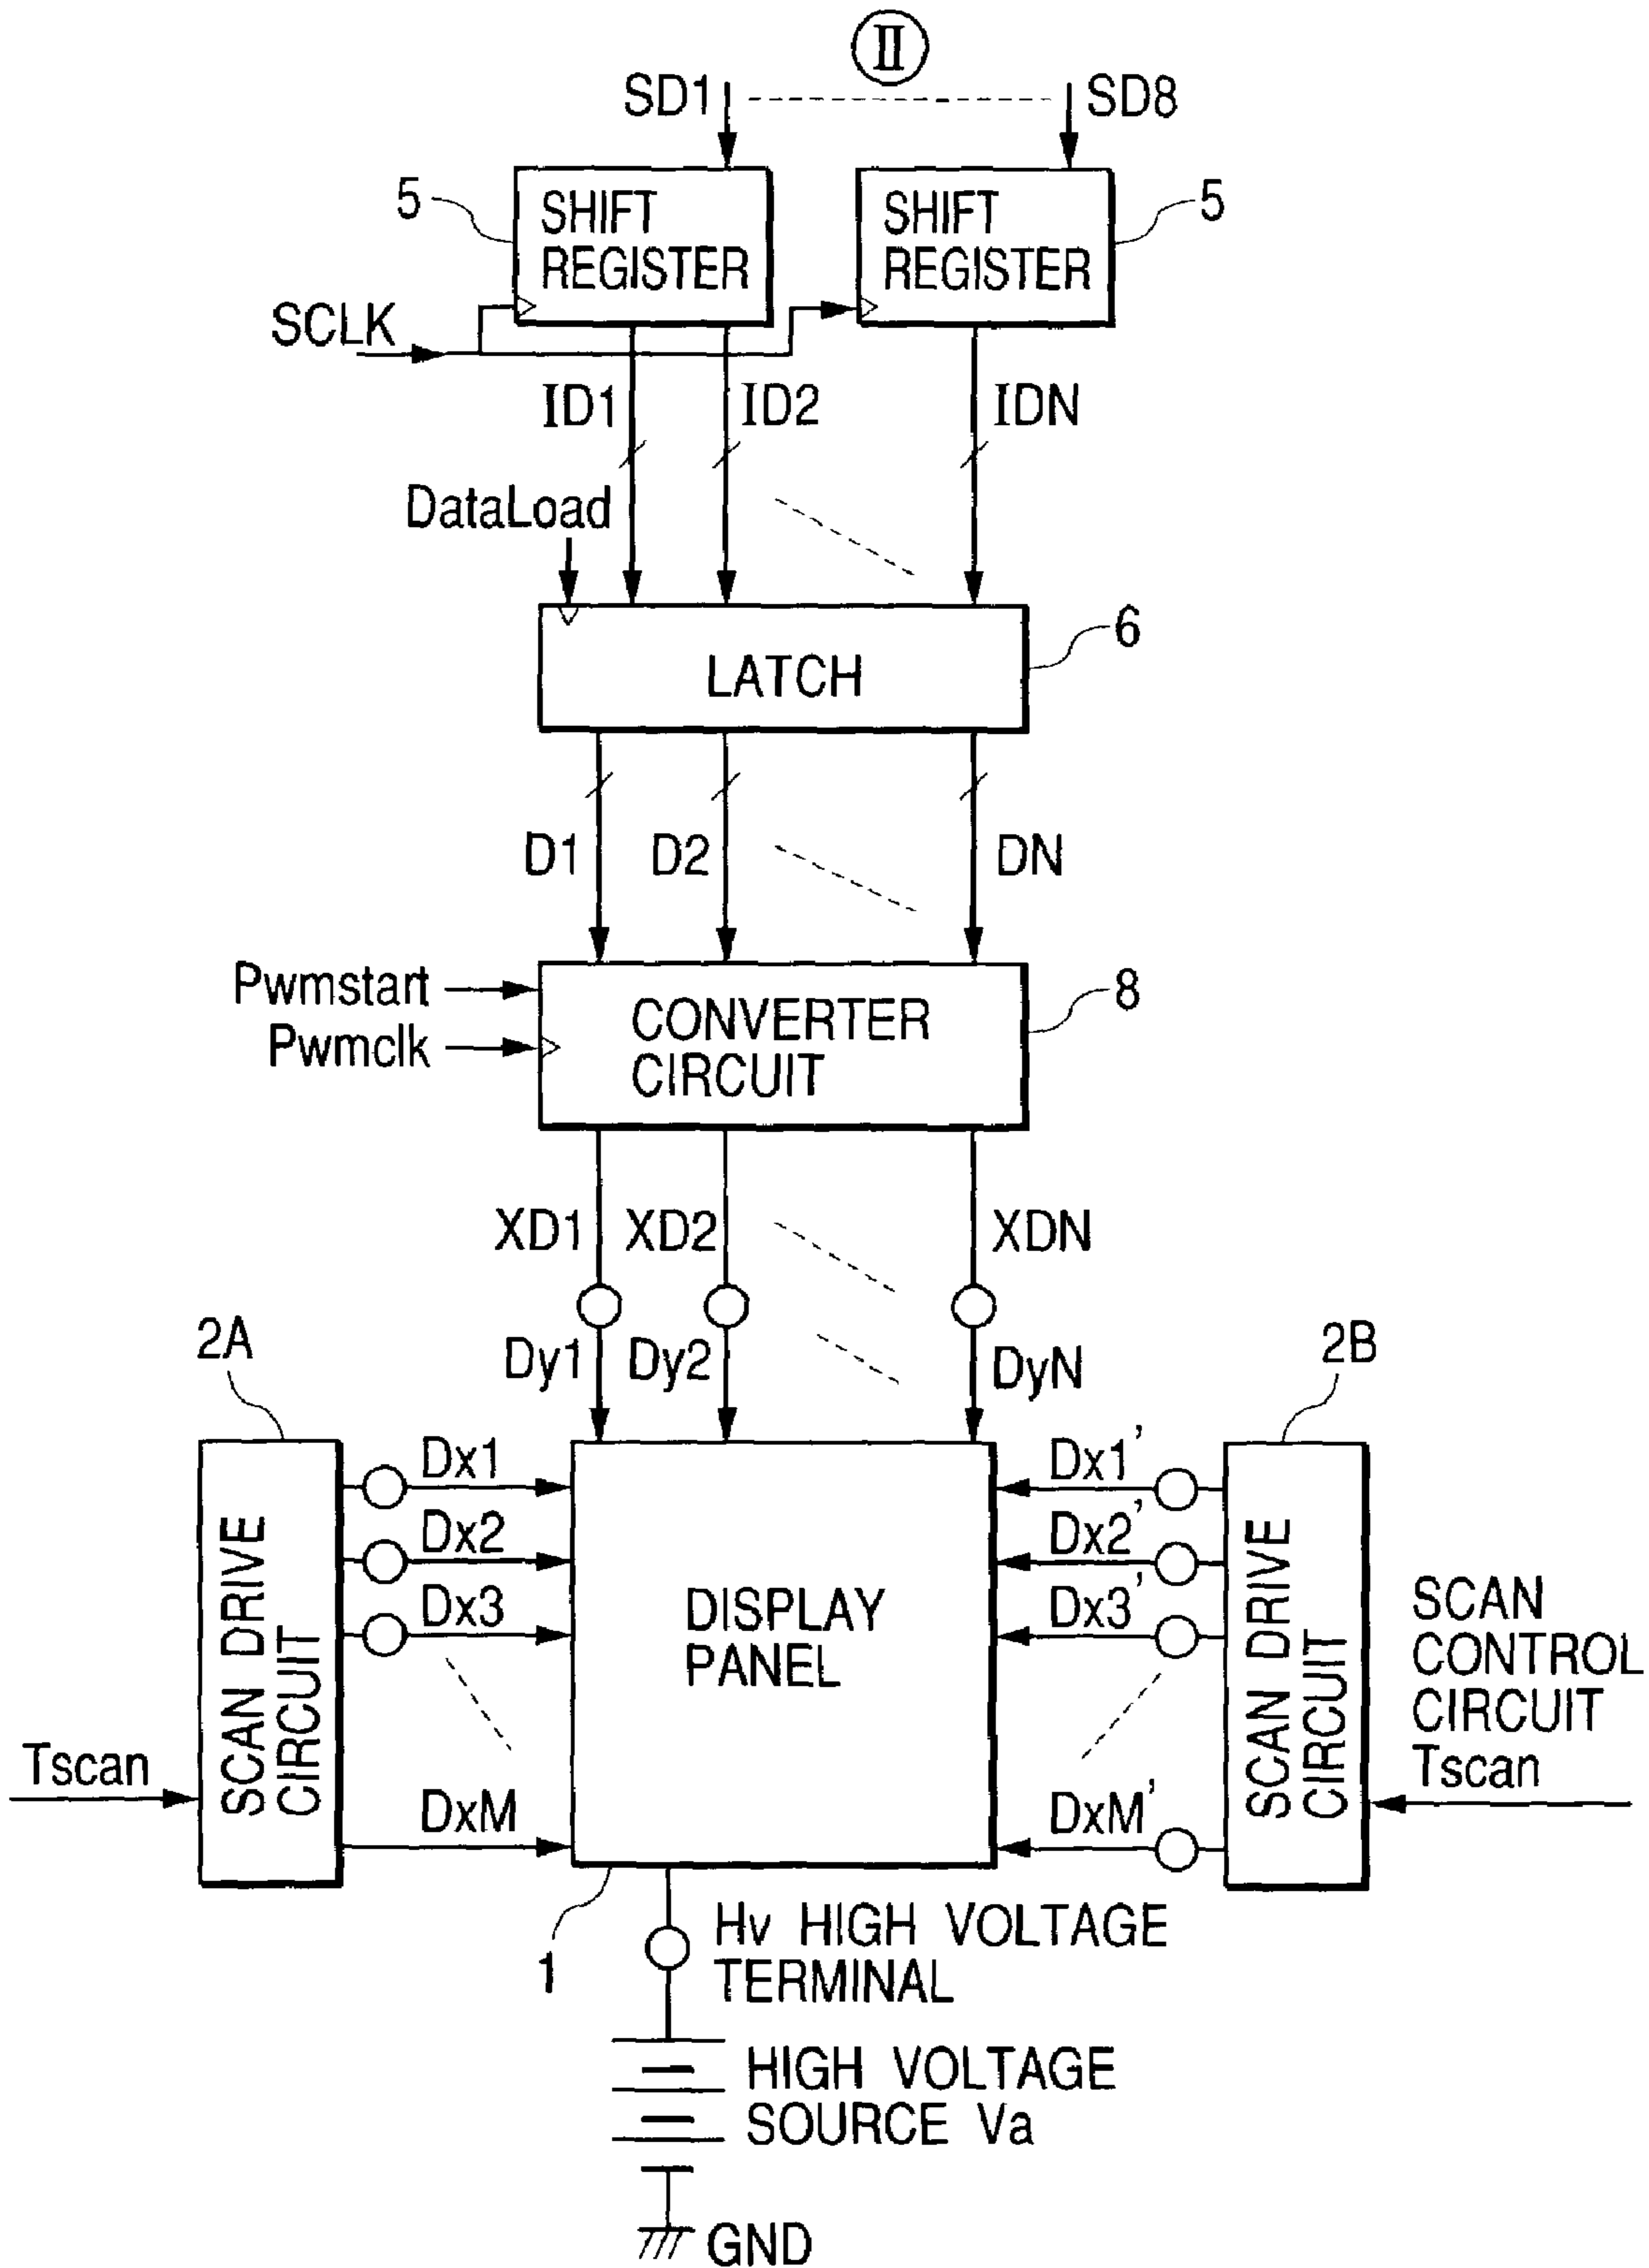 II
SD1
SD8
5
SHIFT
REGISTER
SHIFT
REGISTER
5
SCLK
ID1
ID2
IDN
DataLoad
LATCH
6
D1
D2
DN
Pwmstart
Pwmclk
CONVERTER
CIRCUIT
8
XD1
XD2
XDN
2A
Dy1
Dy2
DyN
2B
SCAN DRIVE
CIRCUIT
Dx1
Dx2
Dx3
DxM
DISPLAY
PANEL
Dx1'
Dx2'
Dx3'
DxM'
SCAN DRIVE
CIRCUIT
SCAN
CONTROL
CIRCUIT
Tscan
Tscan
1
Hv HIGH VOLTAGE
TERMINAL
HIGH VOLTAGE
SOURCE Va
GND